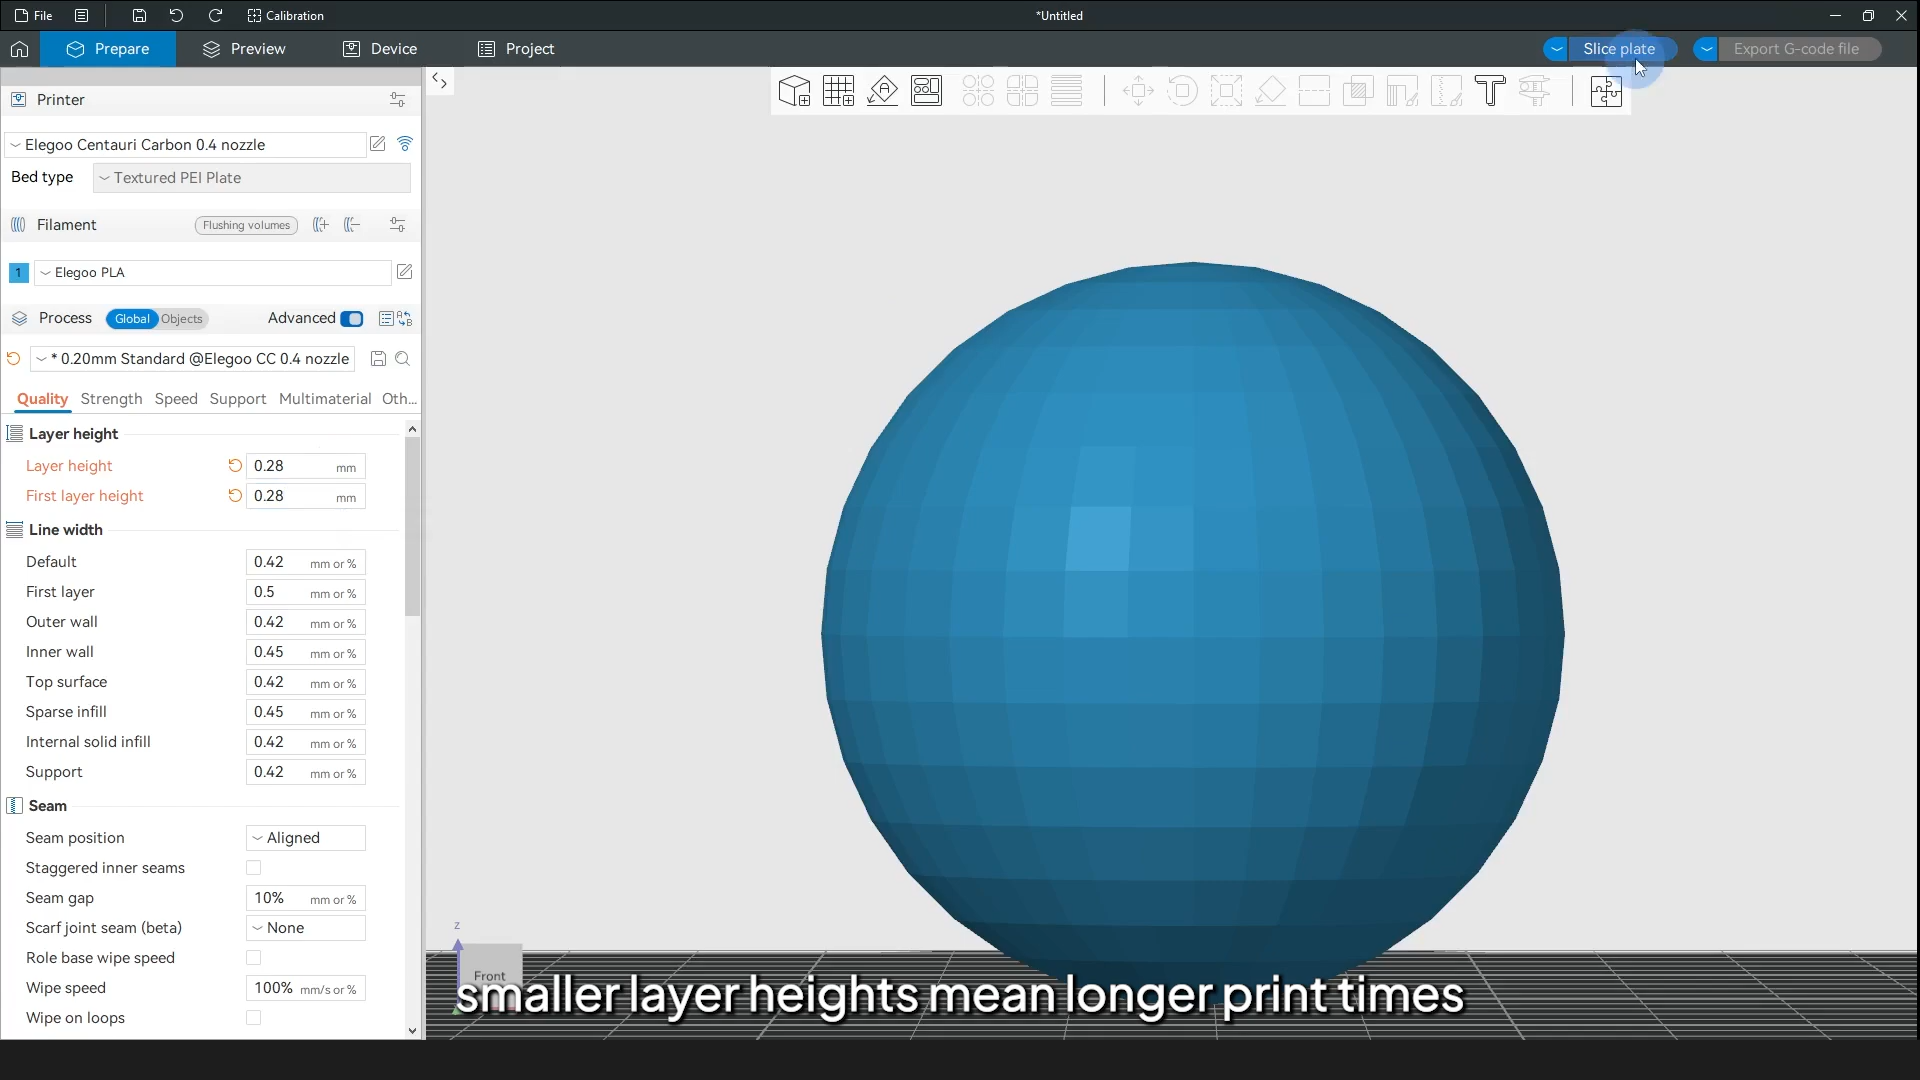 File
Calibration
*Untitled
Prepare
Preview
Device
Project
Slice plate
Export G-code file
Printer
Elegoo Centauri Carbon 0.4 nozzle
Bed type
Textured PEI Plate
Filament
Flushing volumes
1
Elegoo PLA
Process
Global
Objects
Advanced
* 0.20mm Standard @Elegoo CC 0.4 nozzle
Quality
Strength
Speed
Support
Multimaterial
Oth...
Layer height
Layer height 0.28 mm
First layer height 0.28 mm
Line width
Default 0.42 mm or %
First layer 0.5 mm or %
Outer wall 0.42 mm or %
Inner wall 0.45 mm or %
Top surface 0.42 mm or %
Sparse infill 0.45 mm or %
Internal solid infill 0.42 mm or %
Support 0.42 mm or %
Seam
Seam position Aligned
Staggered inner seams
Seam gap 10% mm or %
Scarf joint seam (beta) None
Role base wipe speed
Wipe speed 100% mm/s or %
Wipe on loops
z
Front
smaller layer heights mean longer print times